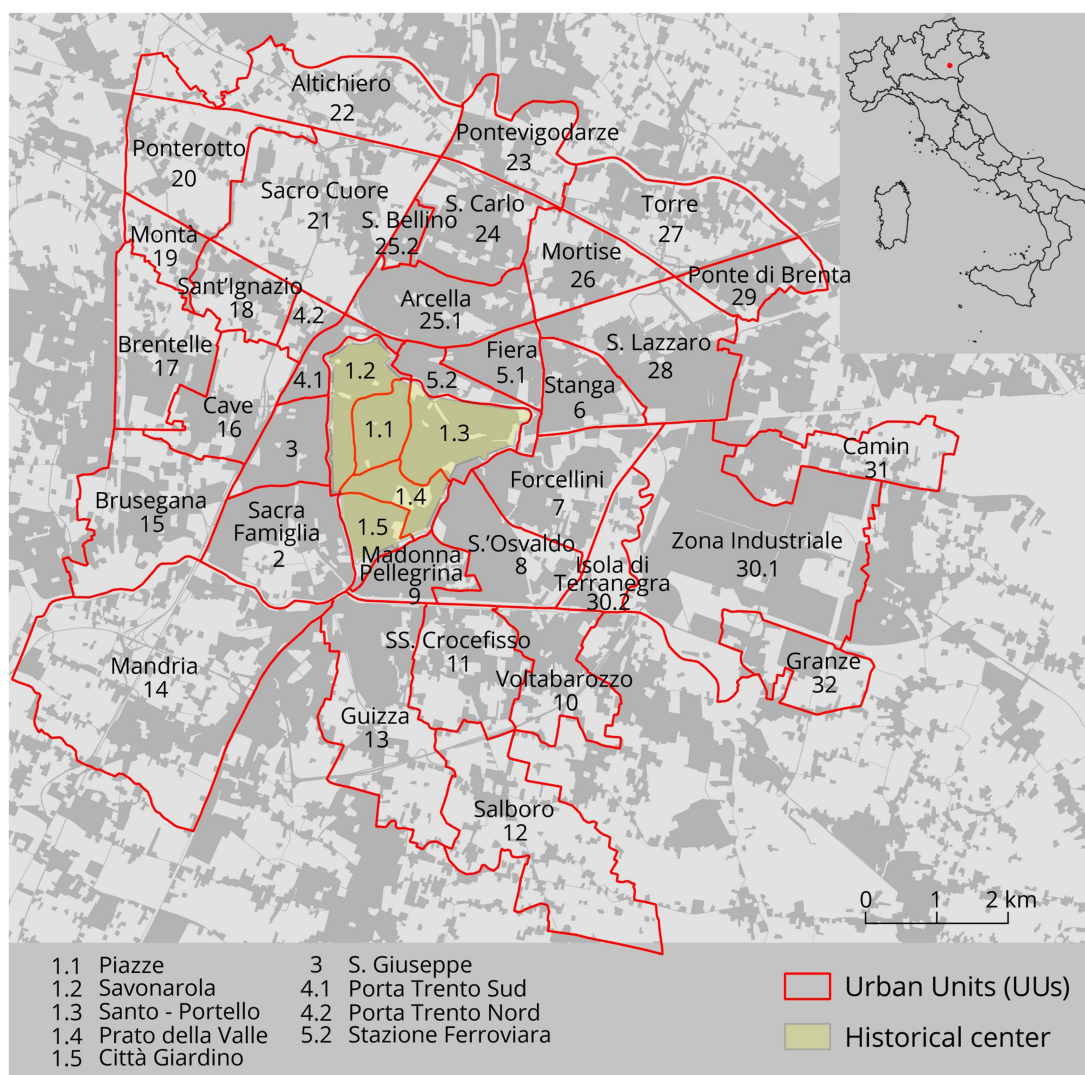 Altichiero
22
Pontevigodarze
23
Ponterotto
20
Sacro Cuore
21
S. Bellino
25.2
S. Carlo
24
Torre
27
Montà
19
Mortise
26
Ponte di Brenta
29
Sant'Ignazio
18
4.2
Arcella
25.1
Brentelle
17
4.1
1.2
5.2
Fiera
5.1
S. Lazzaro
28
Stanga
6
Cave
16
3
1.1
1.3
Camin
31
Brusegana
15
Sacra
Famiglia
2
1.4
1.5
Forcellini
7
Madonna
Pellegrina
9
S.'Osvaldo
8
Isola di
Terranegra
30.2
Zona Industriale
30.1
Mandria
14
SS. Crocefisso
11
Voltabarozzo
10
Granze
32
Guizza
13
Salboro
12
0 1 2 km
1.1 Piazze
1.2 Savonarola
1.3 Santo - Portello
1.4 Prato della Valle
1.5 Città Giardino
3 S. Giuseppe
4.1 Porta Trento Sud
4.2 Porta Trento Nord
5.2 Stazione Ferroviara
Urban Units (UUs)
Historical center